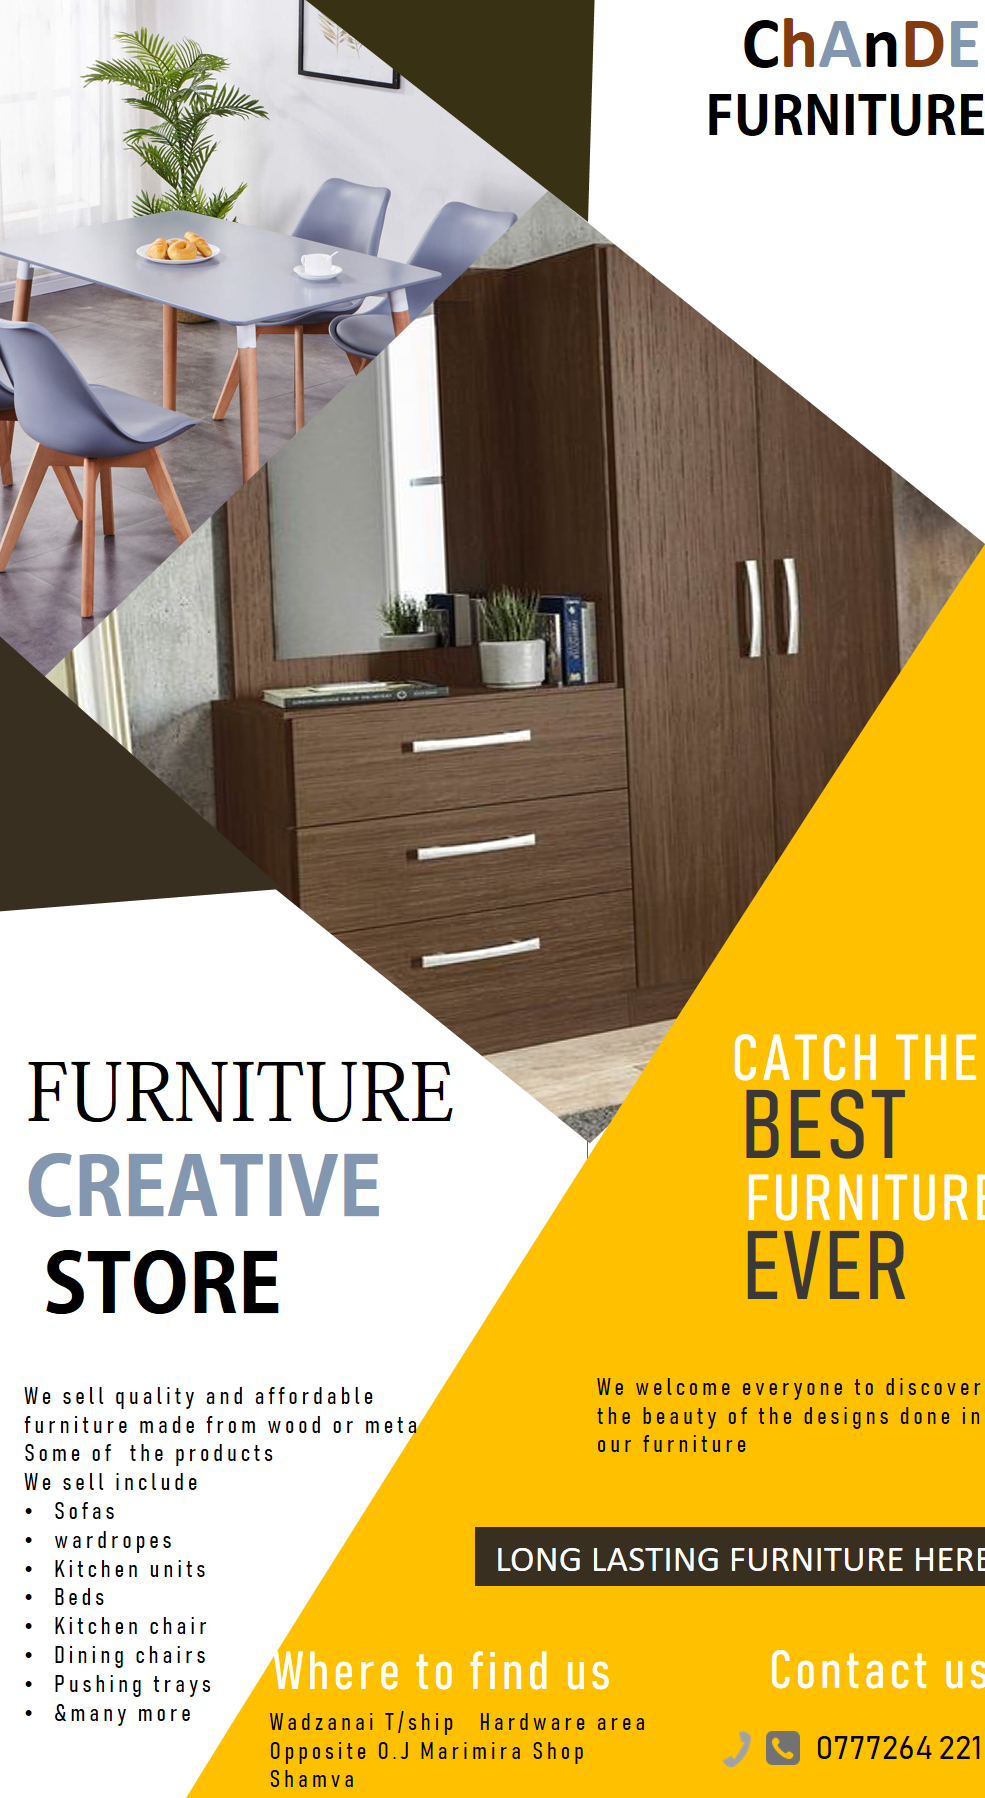 ChAnDE
FURNITURE
CATCH THE
BEST
FURNITURE
EVER
FURNITURE
CREATIVE
STORE
We sell quality and affordable
furniture made from wood or meta
Some of the products
We sell include
• Sofas
• wardropes
• Kitchen units
• Beds
• Kitchen chair
• Dining chairs
• Pushing trays
• &many more
We welcome everyone to discover
the beauty of the designs done in
our furniture
LONG LASTING FURNITURE HERE
Where to find us
Wadzanai T/ship Hardware area
Opposite O.J Marimira Shop
Shamva
Contact us
0777264 221